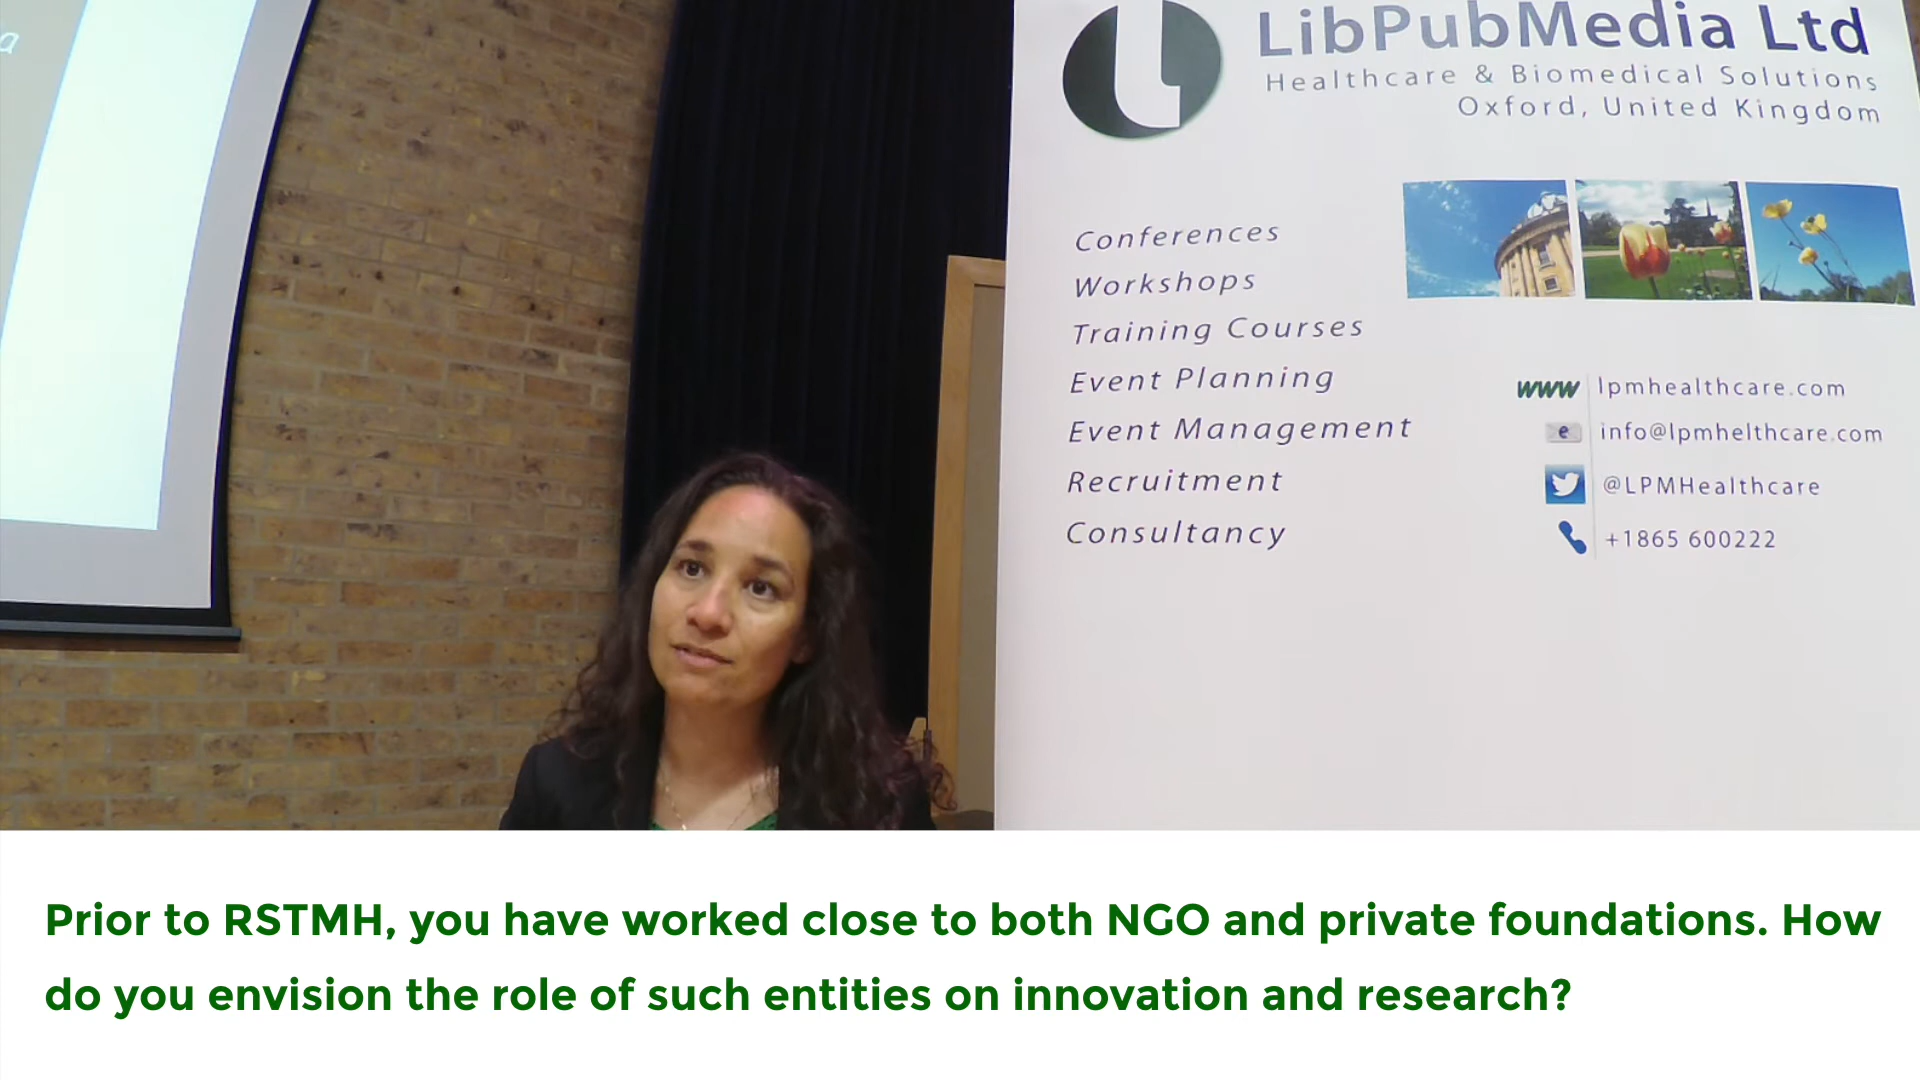 a
LibPubMedia Ltd
Healthcare & Biomedical Solutions
Oxford, United Kingdom
Conferences
Workshops
Training Courses
Event Planning
Event Management
Recruitment
Consultancy
www lpmhealthcare.com
e info@lpmhelthcare.com
@LPMHealthcare
+1865 600222
Prior to RSTMH, you have worked close to both NGO and private foundations. How
do you envision the role of such entities on innovation and research?